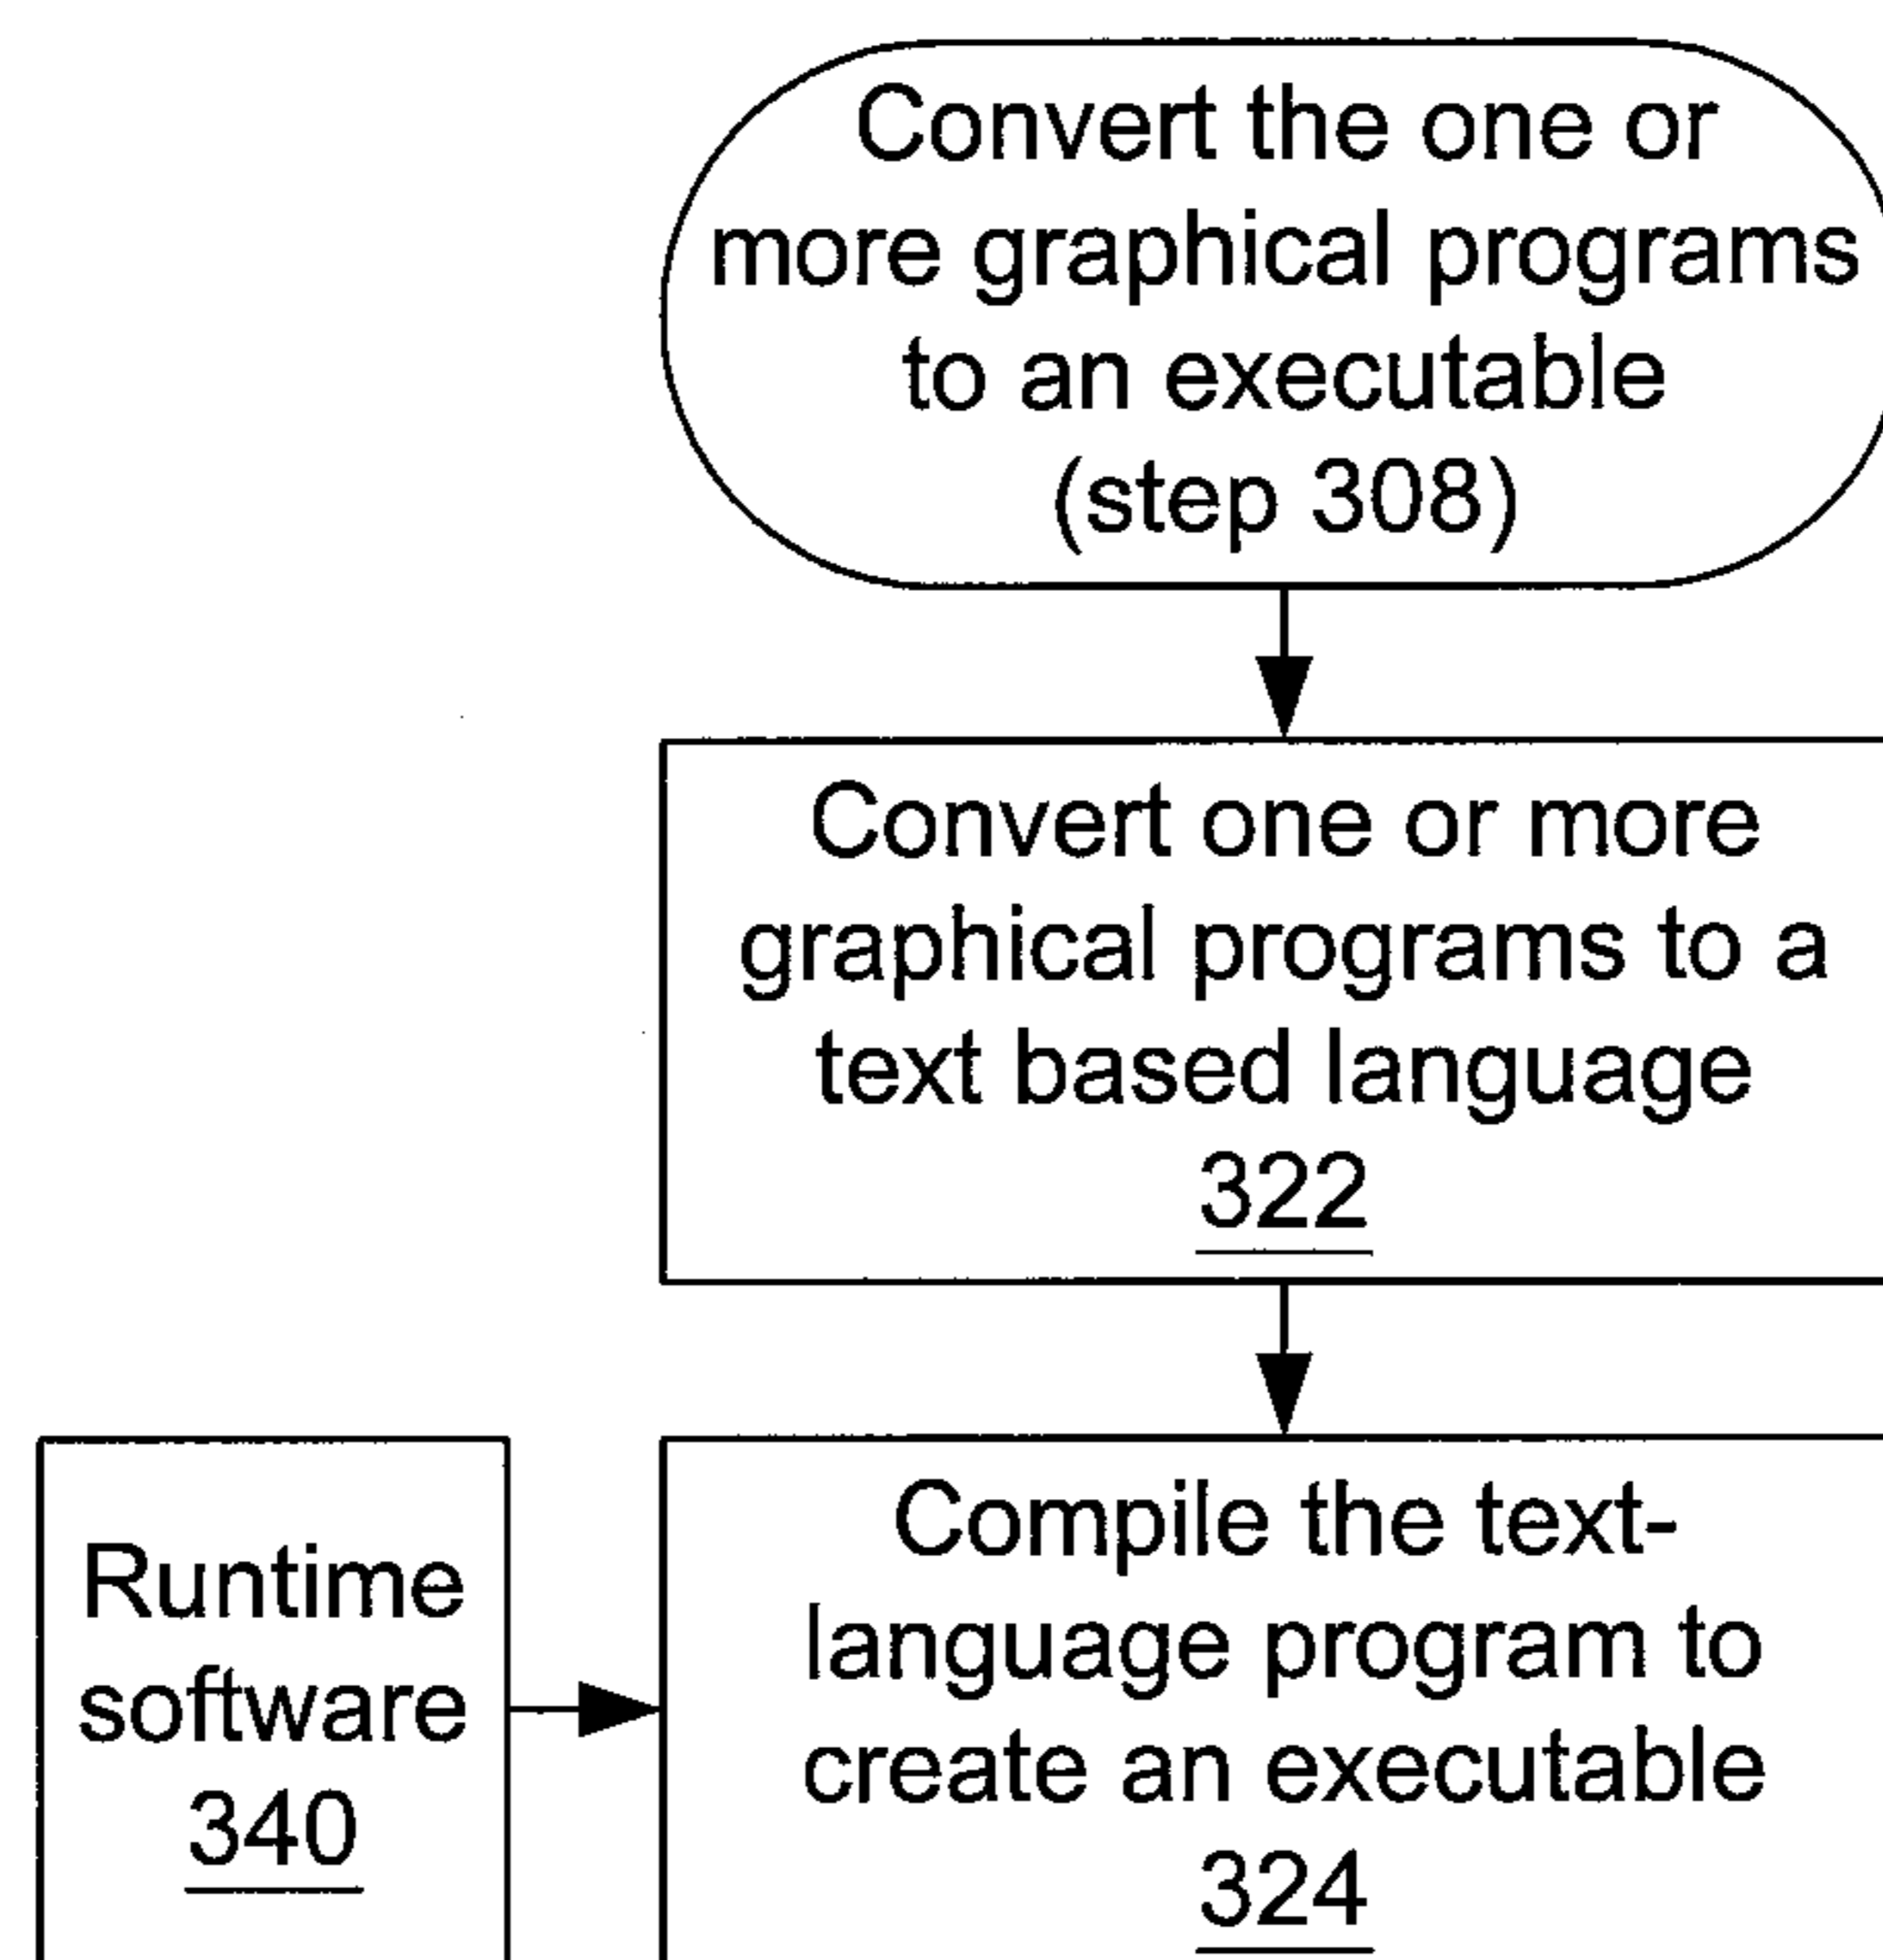 Convert the one or
more graphical programs
to an executable
(step 308)
Convert one or more
graphical programs to a
text based language
322
Runtime
software
340
Compile the text-
language program to
create an executable
324